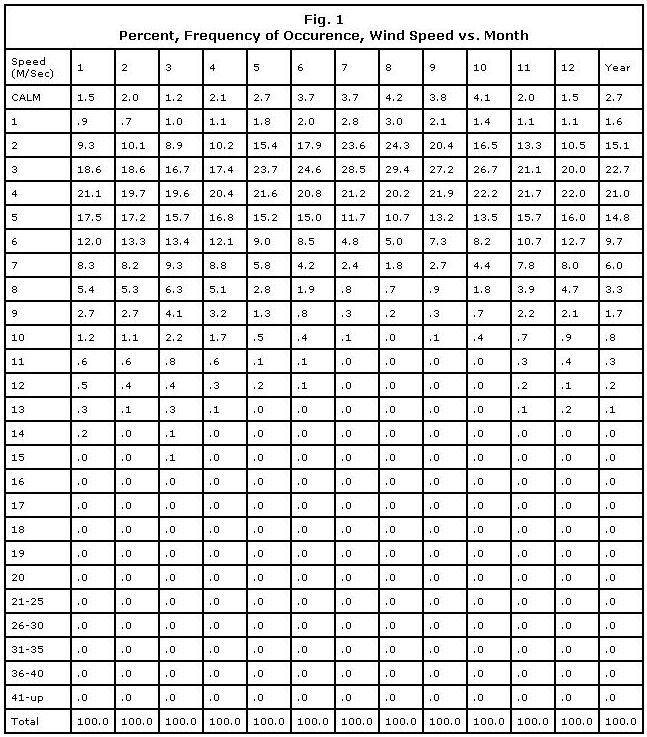 Fig. 1
Percent, Frequency of Occurence, Wind Speed vs. Month
Speed (M/Sec) 1 2 3 4 5 6 7 8 9 10 11 12 Year
CALM 1.5 2.0 1.2 2.1 2.7 3.7 3.7 4.2 3.8 4.1 2.0 1.5 2.7
1 .9 .7 1.0 1.1 1.8 2.0 2.8 3.0 2.1 1.4 1.1 1.1 1.6
2 9.3 10.1 8.9 10.2 15.4 17.9 23.6 24.3 20.4 16.5 13.3 10.5 15.1
3 18.6 18.6 16.7 17.4 23.7 24.6 28.5 29.4 27.2 26.7 21.1 20.0 22.7
4 21.1 19.7 19.6 20.4 21.6 20.8 21.2 20.2 21.9 22.2 21.7 22.0 21.0
5 17.5 17.2 15.7 16.8 15.2 15.0 11.7 10.7 13.2 13.5 15.7 16.0 14.8
6 12.0 13.3 13.4 12.1 9.0 8.5 4.8 5.0 7.3 8.2 10.7 12.7 9.7
7 8.3 8.2 9.3 8.8 5.8 4.2 2.4 1.8 2.7 4.4 7.8 8.0 6.0
8 5.4 5.3 6.3 5.1 2.8 1.9 .8 .7 .9 1.8 3.9 4.7 3.3
9 2.7 2.7 4.1 3.2 1.3 .8 .3 .2 .3 .7 2.2 2.1 1.7
10 1.2 1.1 2.2 1.7 .5 .4 .1 .0 .1 .4 .7 .9 .8
11 .6 .6 .8 .6 .1 .1 .0 .0 .0 .0 .3 .4 .3
12 .5 .4 .4 .3 .2 .1 .0 .0 .0 .0 .2 .1 .2
13 .3 .1 .3 .1 .0 .0 .0 .0 .0 .0 .1 .2 .1
14 .2 .0 .1 .0 .0 .0 .0 .0 .0 .0 .0 .0 .0
15 .0 .0 .1 .0 .0 .0 .0 .0 .0 .0 .0 .0 .0
16 .0 .0 .0 .0 .0 .0 .0 .0 .0 .0 .0 .0 .0
17 .0 .0 .0 .0 .0 .0 .0 .0 .0 .0 .0 .0 .0
18 .0 .0 .0 .0 .0 .0 .0 .0 .0 .0 .0 .0 .0
19 .0 .0 .0 .0 .0 .0 .0 .0 .0 .0 .0 .0 .0
20 .0 .0 .0 .0 .0 .0 .0 .0 .0 .0 .0 .0 .0
21-25 .0 .0 .0 .0 .0 .0 .0 .0 .0 .0 .0 .0 .0
26-30 .0 .0 .0 .0 .0 .0 .0 .0 .0 .0 .0 .0 .0
31-35 .0 .0 .0 .0 .0 .0 .0 .0 .0 .0 .0 .0 .0
36-40 .0 .0 .0 .0 .0 .0 .0 .0 .0 .0 .0 .0 .0
41-up .0 .0 .0 .0 .0 .0 .0 .0 .0 .0 .0 .0 .0
Total 100.0 100.0 100.0 100.0 100.0 100.0 100.0 100.0 100.0 100.0 100.0 100.0 100.0